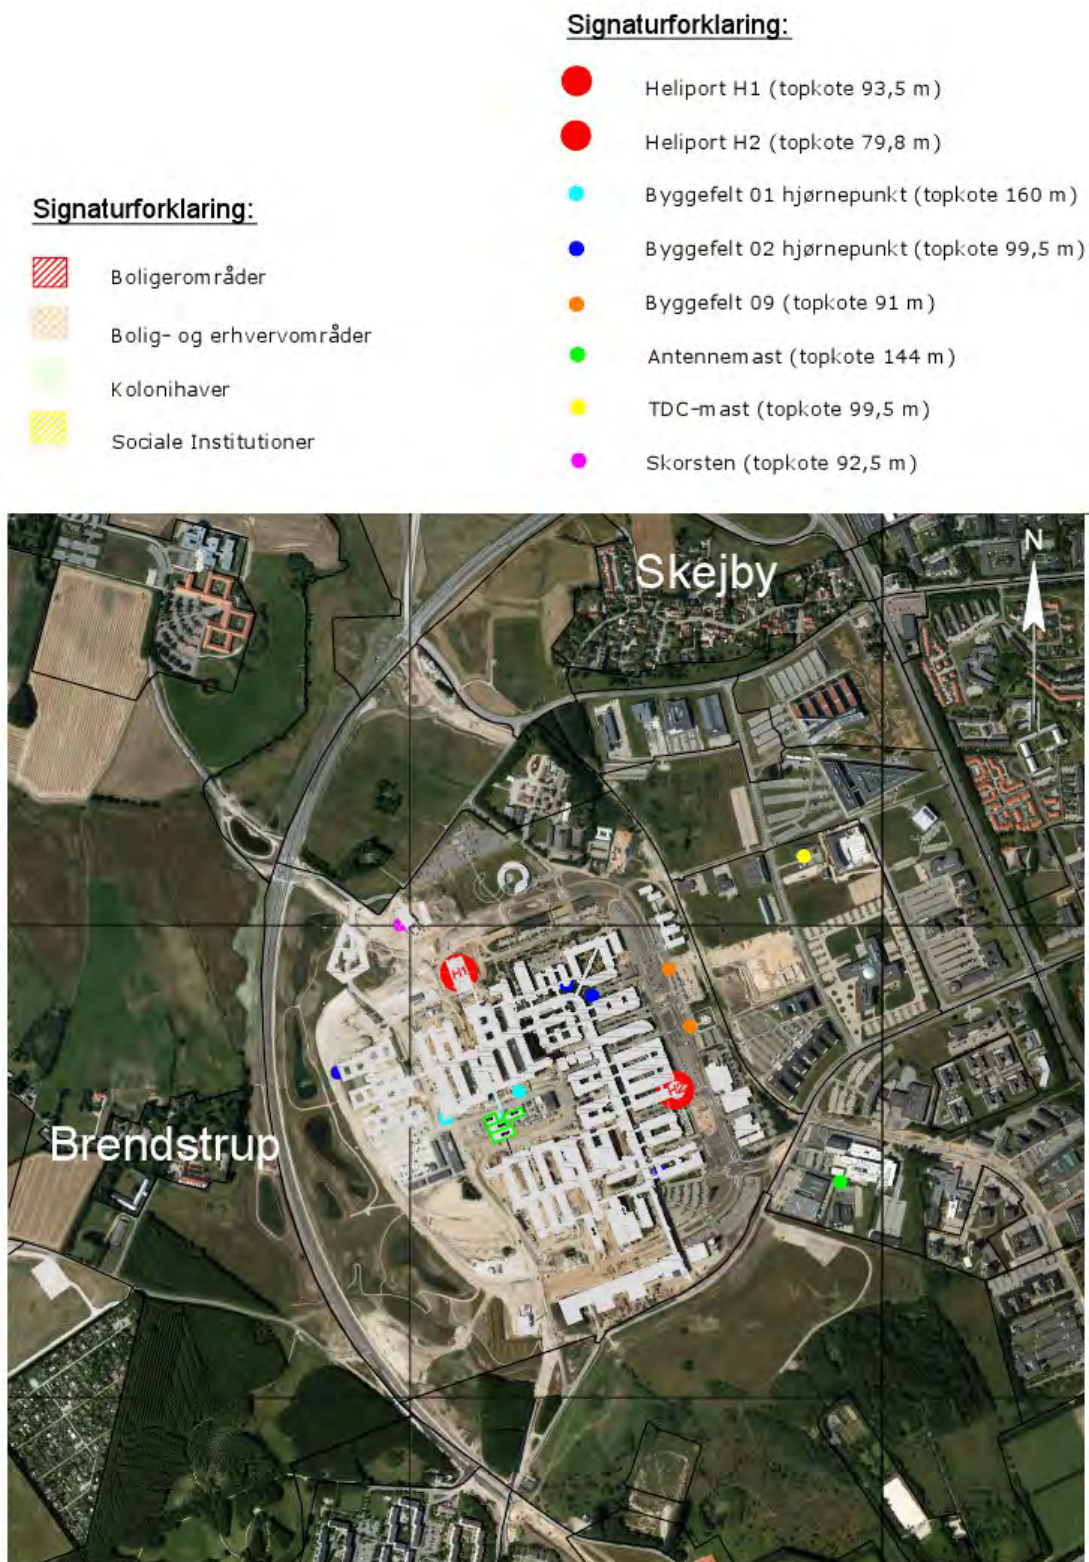 Signaturforklaring:
Heliport H1 (topkote 93,5 m)
Heliport H2 (topkote 79,8 m)
Byggefelt 01 hjørnepunkt (topkote 160 m)
Byggefelt 02 hjørnepunkt (topkote 99,5 m)
Byggefelt 09 (topkote 91 m)
Antennemast (topkote 144 m)
TDC-mast (topkote 99,5 m)
Skorsten (topkote 92,5 m)
Signaturforklaring:
Boligerområder
Bolig- og erhvervområder
Kolonihaver
Sociale Institutioner
Skejby
N
H1
Brendstrup